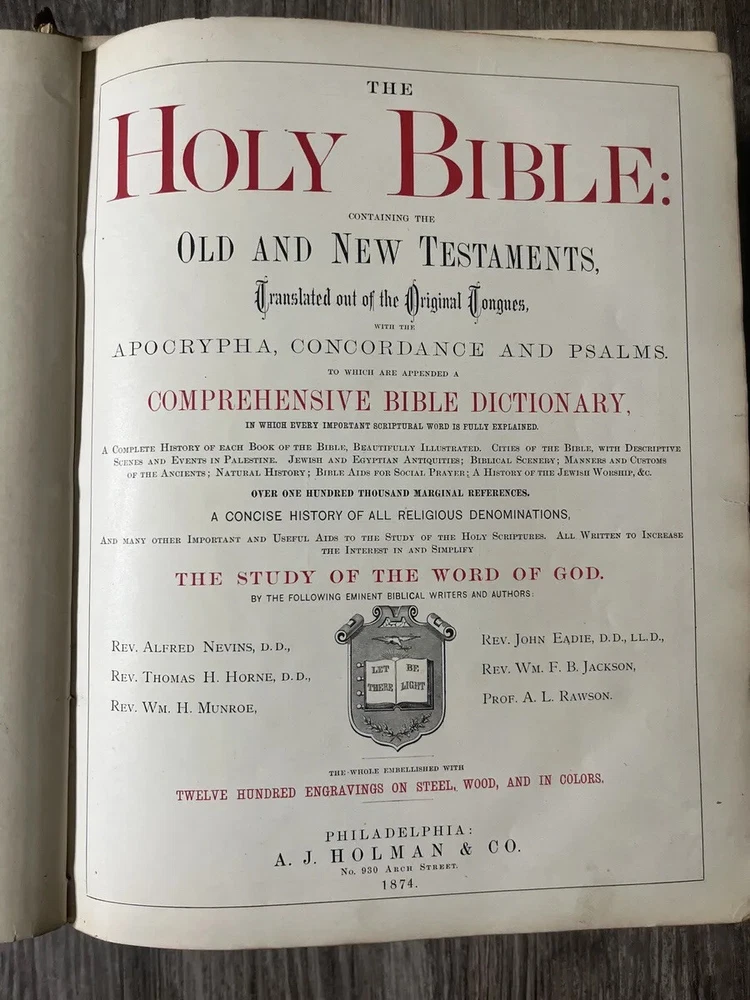 THE
HOLY BIBLE:
CONTAINING THE
OLD AND NEW TESTAMENTS,
Translated out of the Original Tongues,
WITH THE
APOCRYPHA, CONCORDANCE AND PSALMS.
TO WHICH ARE APPENDED A
COMPREHENSIVE BIBLE DICTIONARY,
IN WHICH EVERY IMPORTANT SCRIPTURAL WORD IS FULLY EXPLAINED.
A COMPLETE HISTORY OF EACH BOOK OF THE BIBLE, BEAUTIFULLY ILLUSTRATED. CITIES OF THE BIBLE, WITH DESCRIPTIVE
SCENES AND EVENTS IN PALESTINE. JEWISH AND EGYPTIAN ANTIQUITIES; BIBLICAL SCENERY; MANNERS AND CUSTOMS
OF THE ANCIENTS; NATURAL HISTORY; BIBLE AIDS FOR SOCIAL PRAYER; A HISTORY OF THE JEWISH WORSHIP, &C.
OVER ONE HUNDRED THOUSAND MARGINAL REFERENCES.
A CONCISE HISTORY OF ALL RELIGIOUS DENOMINATIONS,
AND MANY OTHER IMPORTANT AND USEFUL AIDS TO THE STUDY OF THE HOLY SCRIPTURES. ALL WRITTEN TO INCREASE
THE INTEREST IN AND SIMPLIFY
THE STUDY OF THE WORD OF GOD.
BY THE FOLLOWING EMINENT BIBLICAL WRITERS AND AUTHORS:
REV. ALFRED NEVINS, D.D.,
REV. THOMAS H. HORNE, D.D.,
REV. WM. H. MUNROE,
LET BE
THERE LIGHT
REV. JOHN EADIE, D.D., LL.D.,
REV. WM. F. B. JACKSON,
PROF. A. L. RAWSON.
THE WHOLE EMBELLISHED WITH
TWELVE HUNDRED ENGRAVINGS ON STEEL, WOOD, AND IN COLORS.
PHILADELPHIA:
A. J. HOLMAN & CO.
NO. 930 ARCH STREET.
1874.